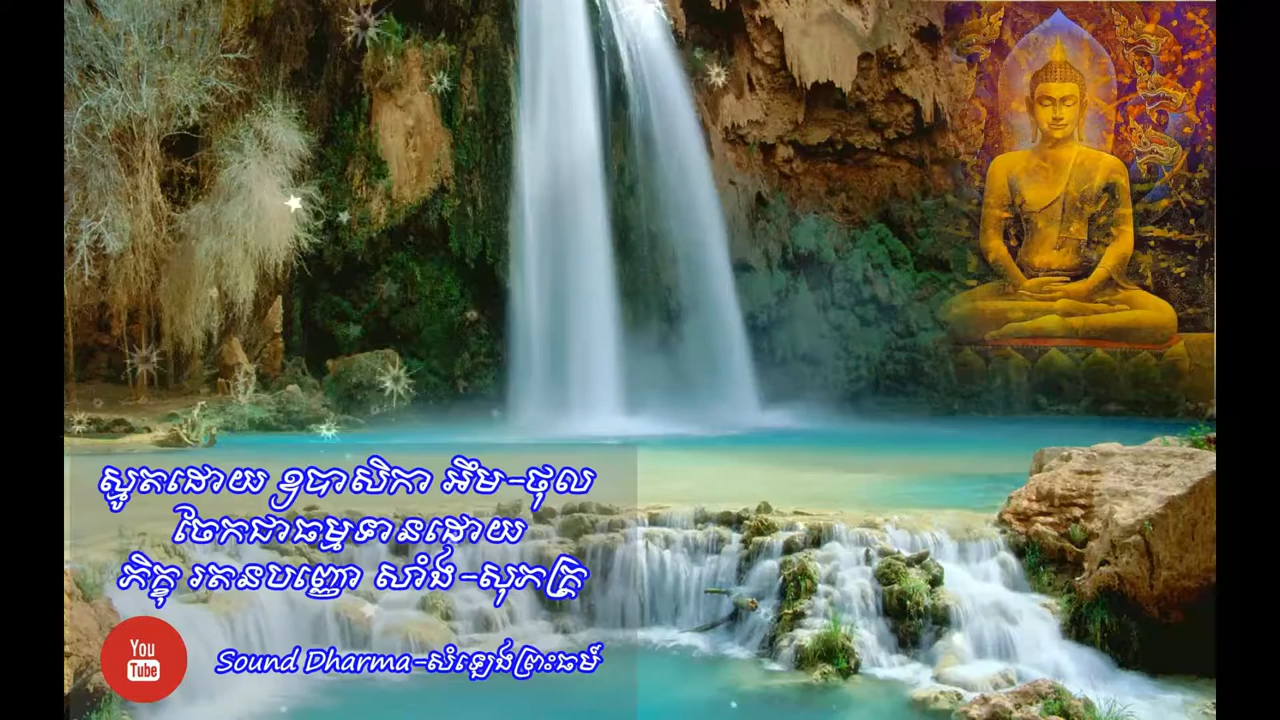 ស្មូតដោយ ឧបាសិកា អឹម-ថុល
ចែកជាធម្មទានដោយ
ភិក្ខុ រតនបញ្ញោ សាំង-សុភក្ត្រ
You
Tube
Sound Dharma-សំឡេងព្រះធម៌